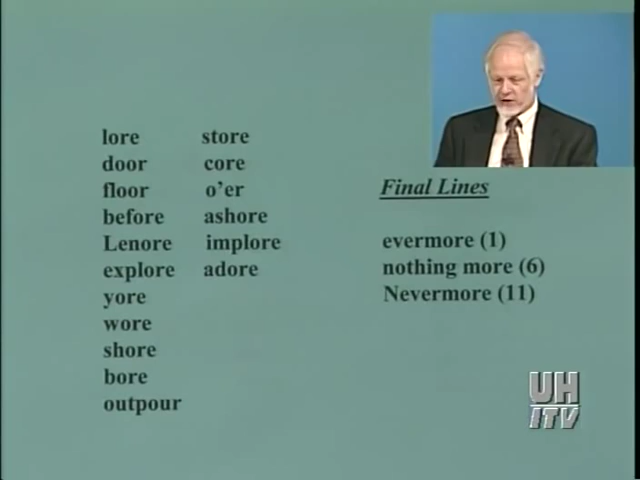 lore
door
floor
before
Lenore
explore
yore
wore
shore
bore
outpour
store
core
o'er
ashore
implore
adore
Final Lines
evermore (1)
nothing more (6)
Nevermore (11)
UH
ITV